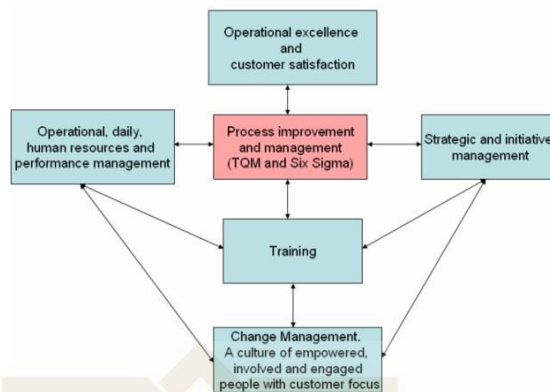 Operational excellence
and
customer satisfaction
Operational, daily,
human resources and
performance management
Process improvement
and management
(TQM and Six Sigma)
Strategic and initiative
management
Training
Change Management.
A culture of empowered,
involved and engaged
people with customer focus